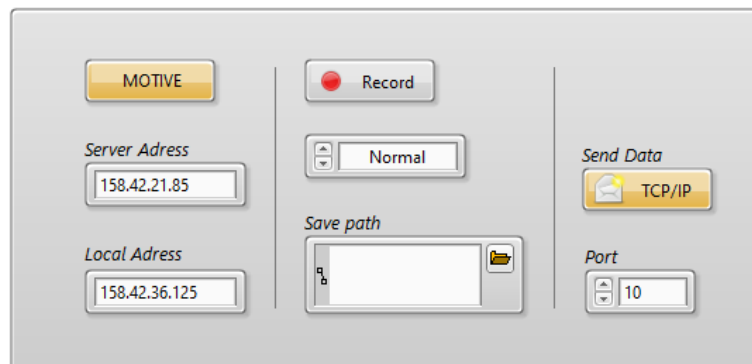 MOTIVE
Server Adress
158.42.21.85
Local Adress
158.42.36.125
Record
Normal
Save path
Send Data
TCP/IP
Port
10